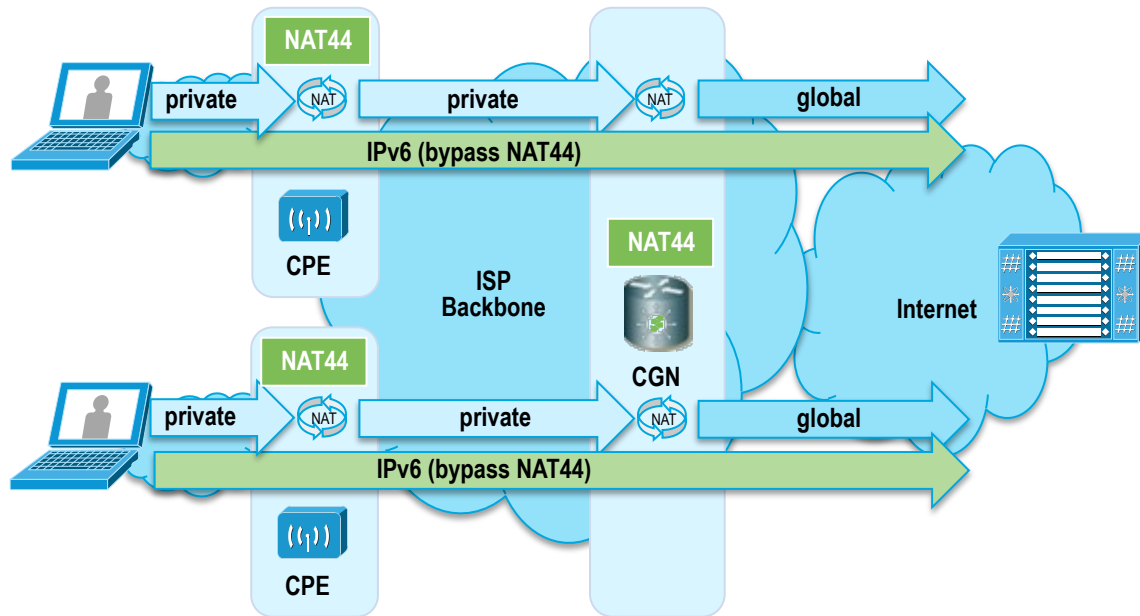 NAT44
private
NAT
private
NAT
global
IPv6 (bypass NAT44)
CPE
NAT44
ISP
Backbone
Internet
CGN
NAT44
private
NAT
private
NAT
global
IPv6 (bypass NAT44)
CPE